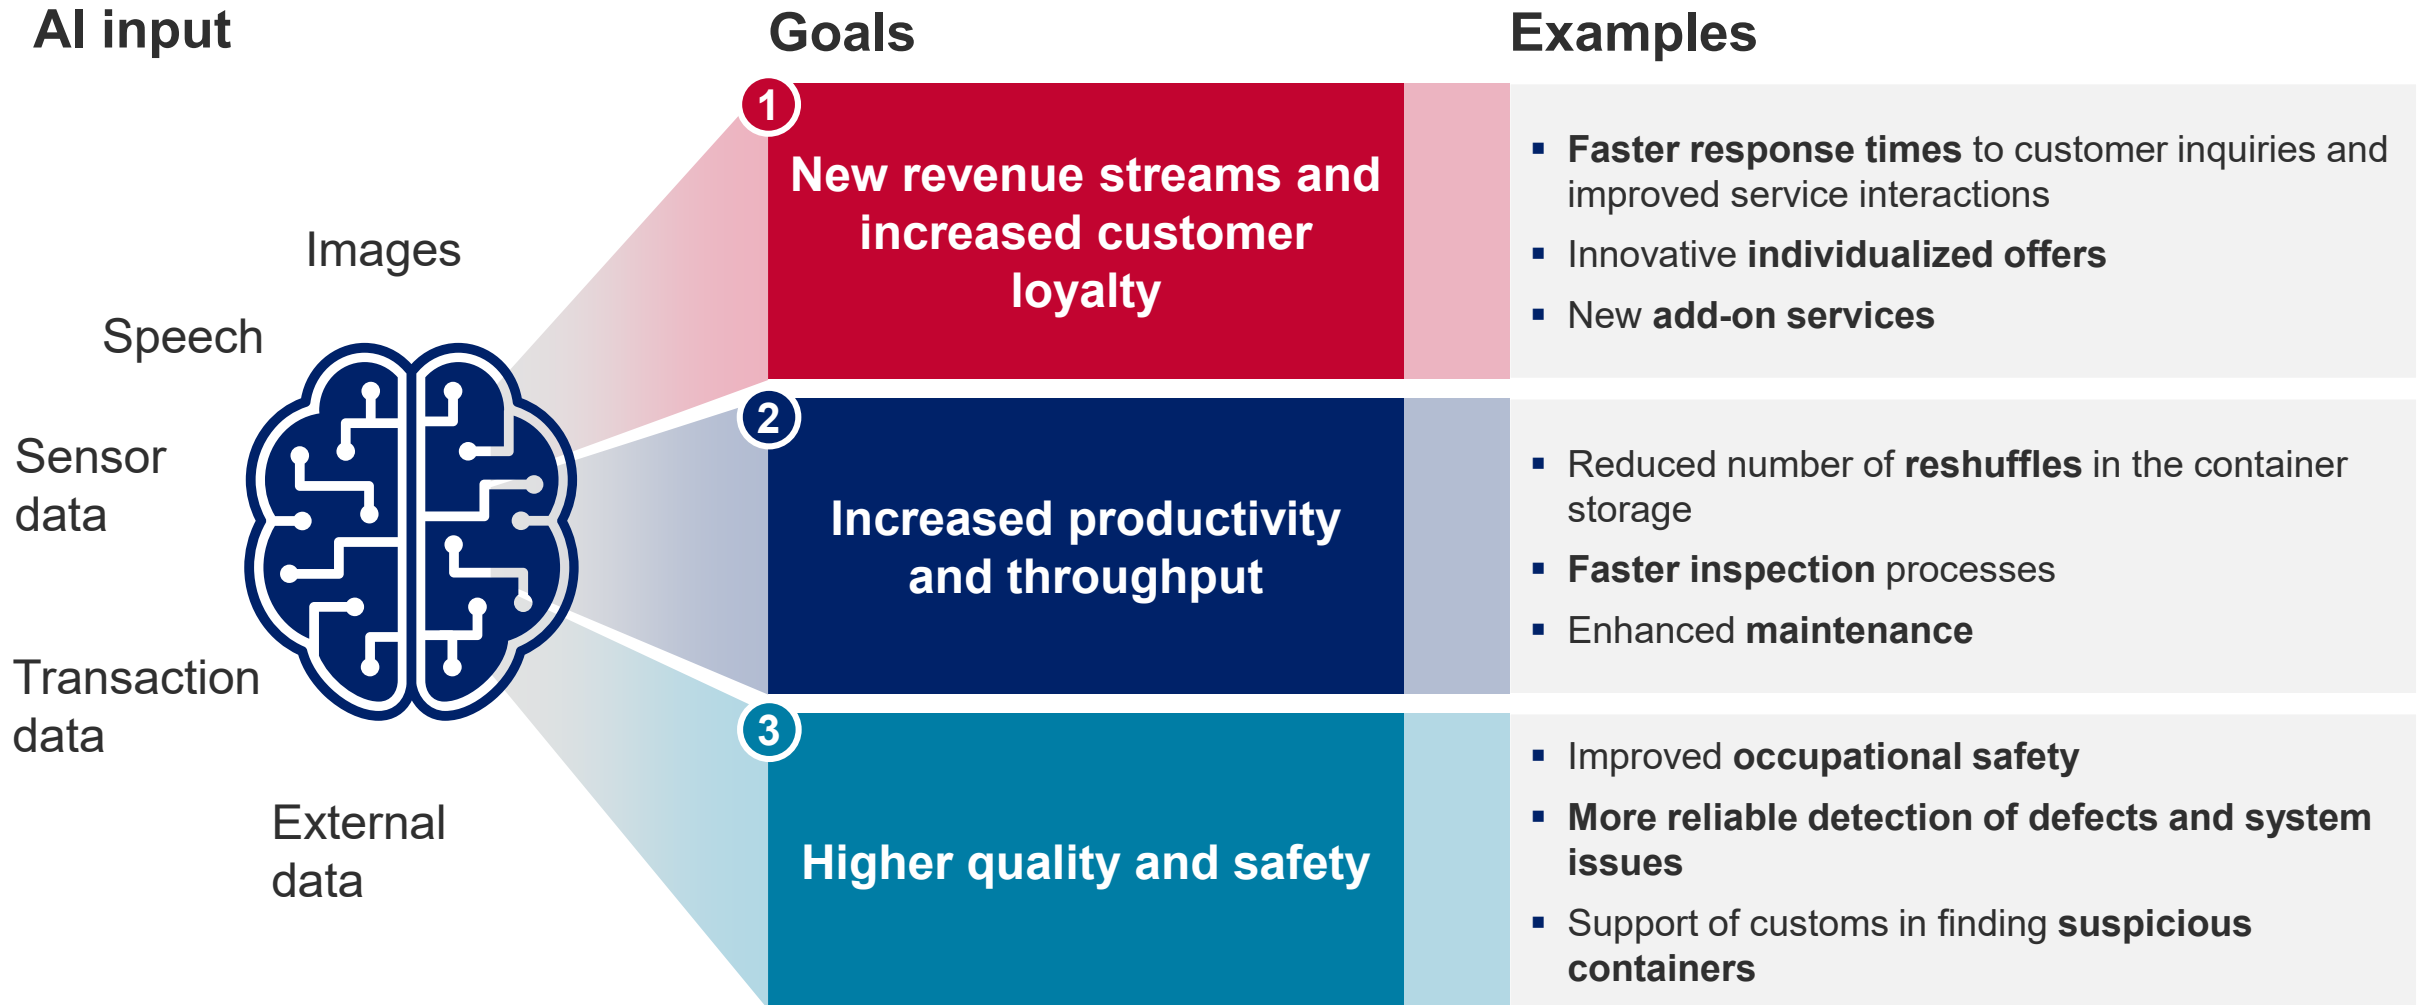 AI input
Goals
Examples
Images
Speech
Sensor
data
Transaction
data
External
data
1
New revenue streams and
increased customer
loyalty
▪ Faster response times to customer inquiries and
improved service interactions
▪ Innovative individualized offers
▪ New add-on services
2
Increased productivity
and throughput
▪ Reduced number of reshuffles in the container
storage
▪ Faster inspection processes
▪ Enhanced maintenance
3
Higher quality and safety
▪ Improved occupational safety
▪ More reliable detection of defects and system
issues
▪ Support of customs in finding suspicious
containers